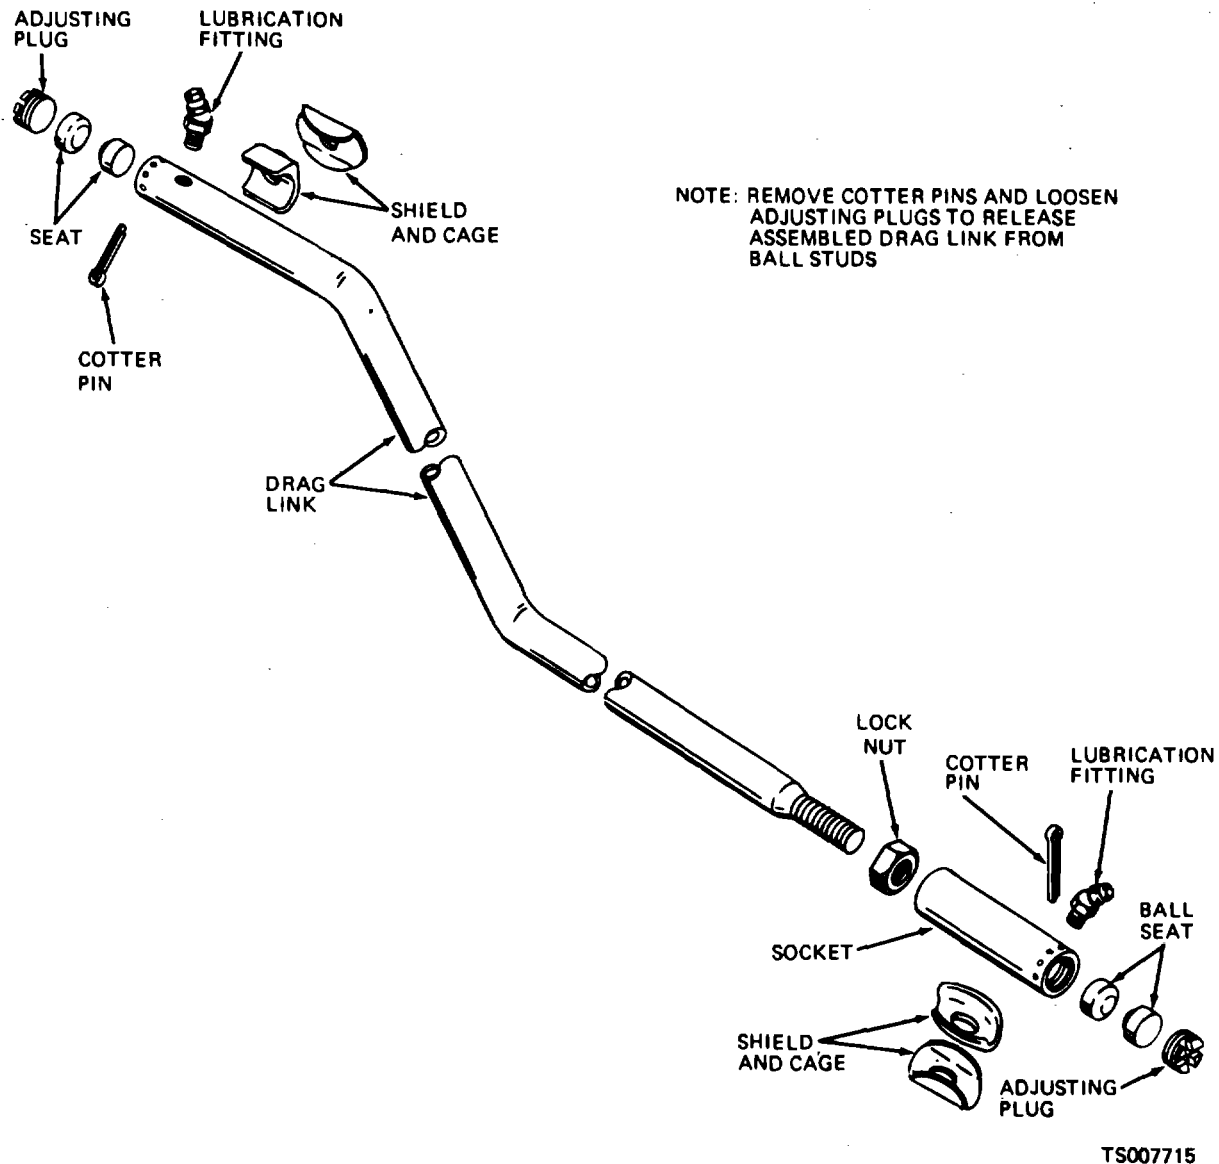 ADJUSTING
PLUG
LUBRICATION
FITTING
SHIELD
AND CAGE
SEAT
COTTER
PIN
NOTE: REMOVE COTTER PINS AND LOOSEN
ADJUSTING PLUGS TO RELEASE
ASSEMBLED DRAG LINK FROM
BALL STUDS
DRAG
LINK
LOCK
NUT
COTTER
PIN
LUBRICATION
FITTING
BALL
SEAT
SOCKET
SHIELD
AND CAGE
ADJUSTING
PLUG
TS007715